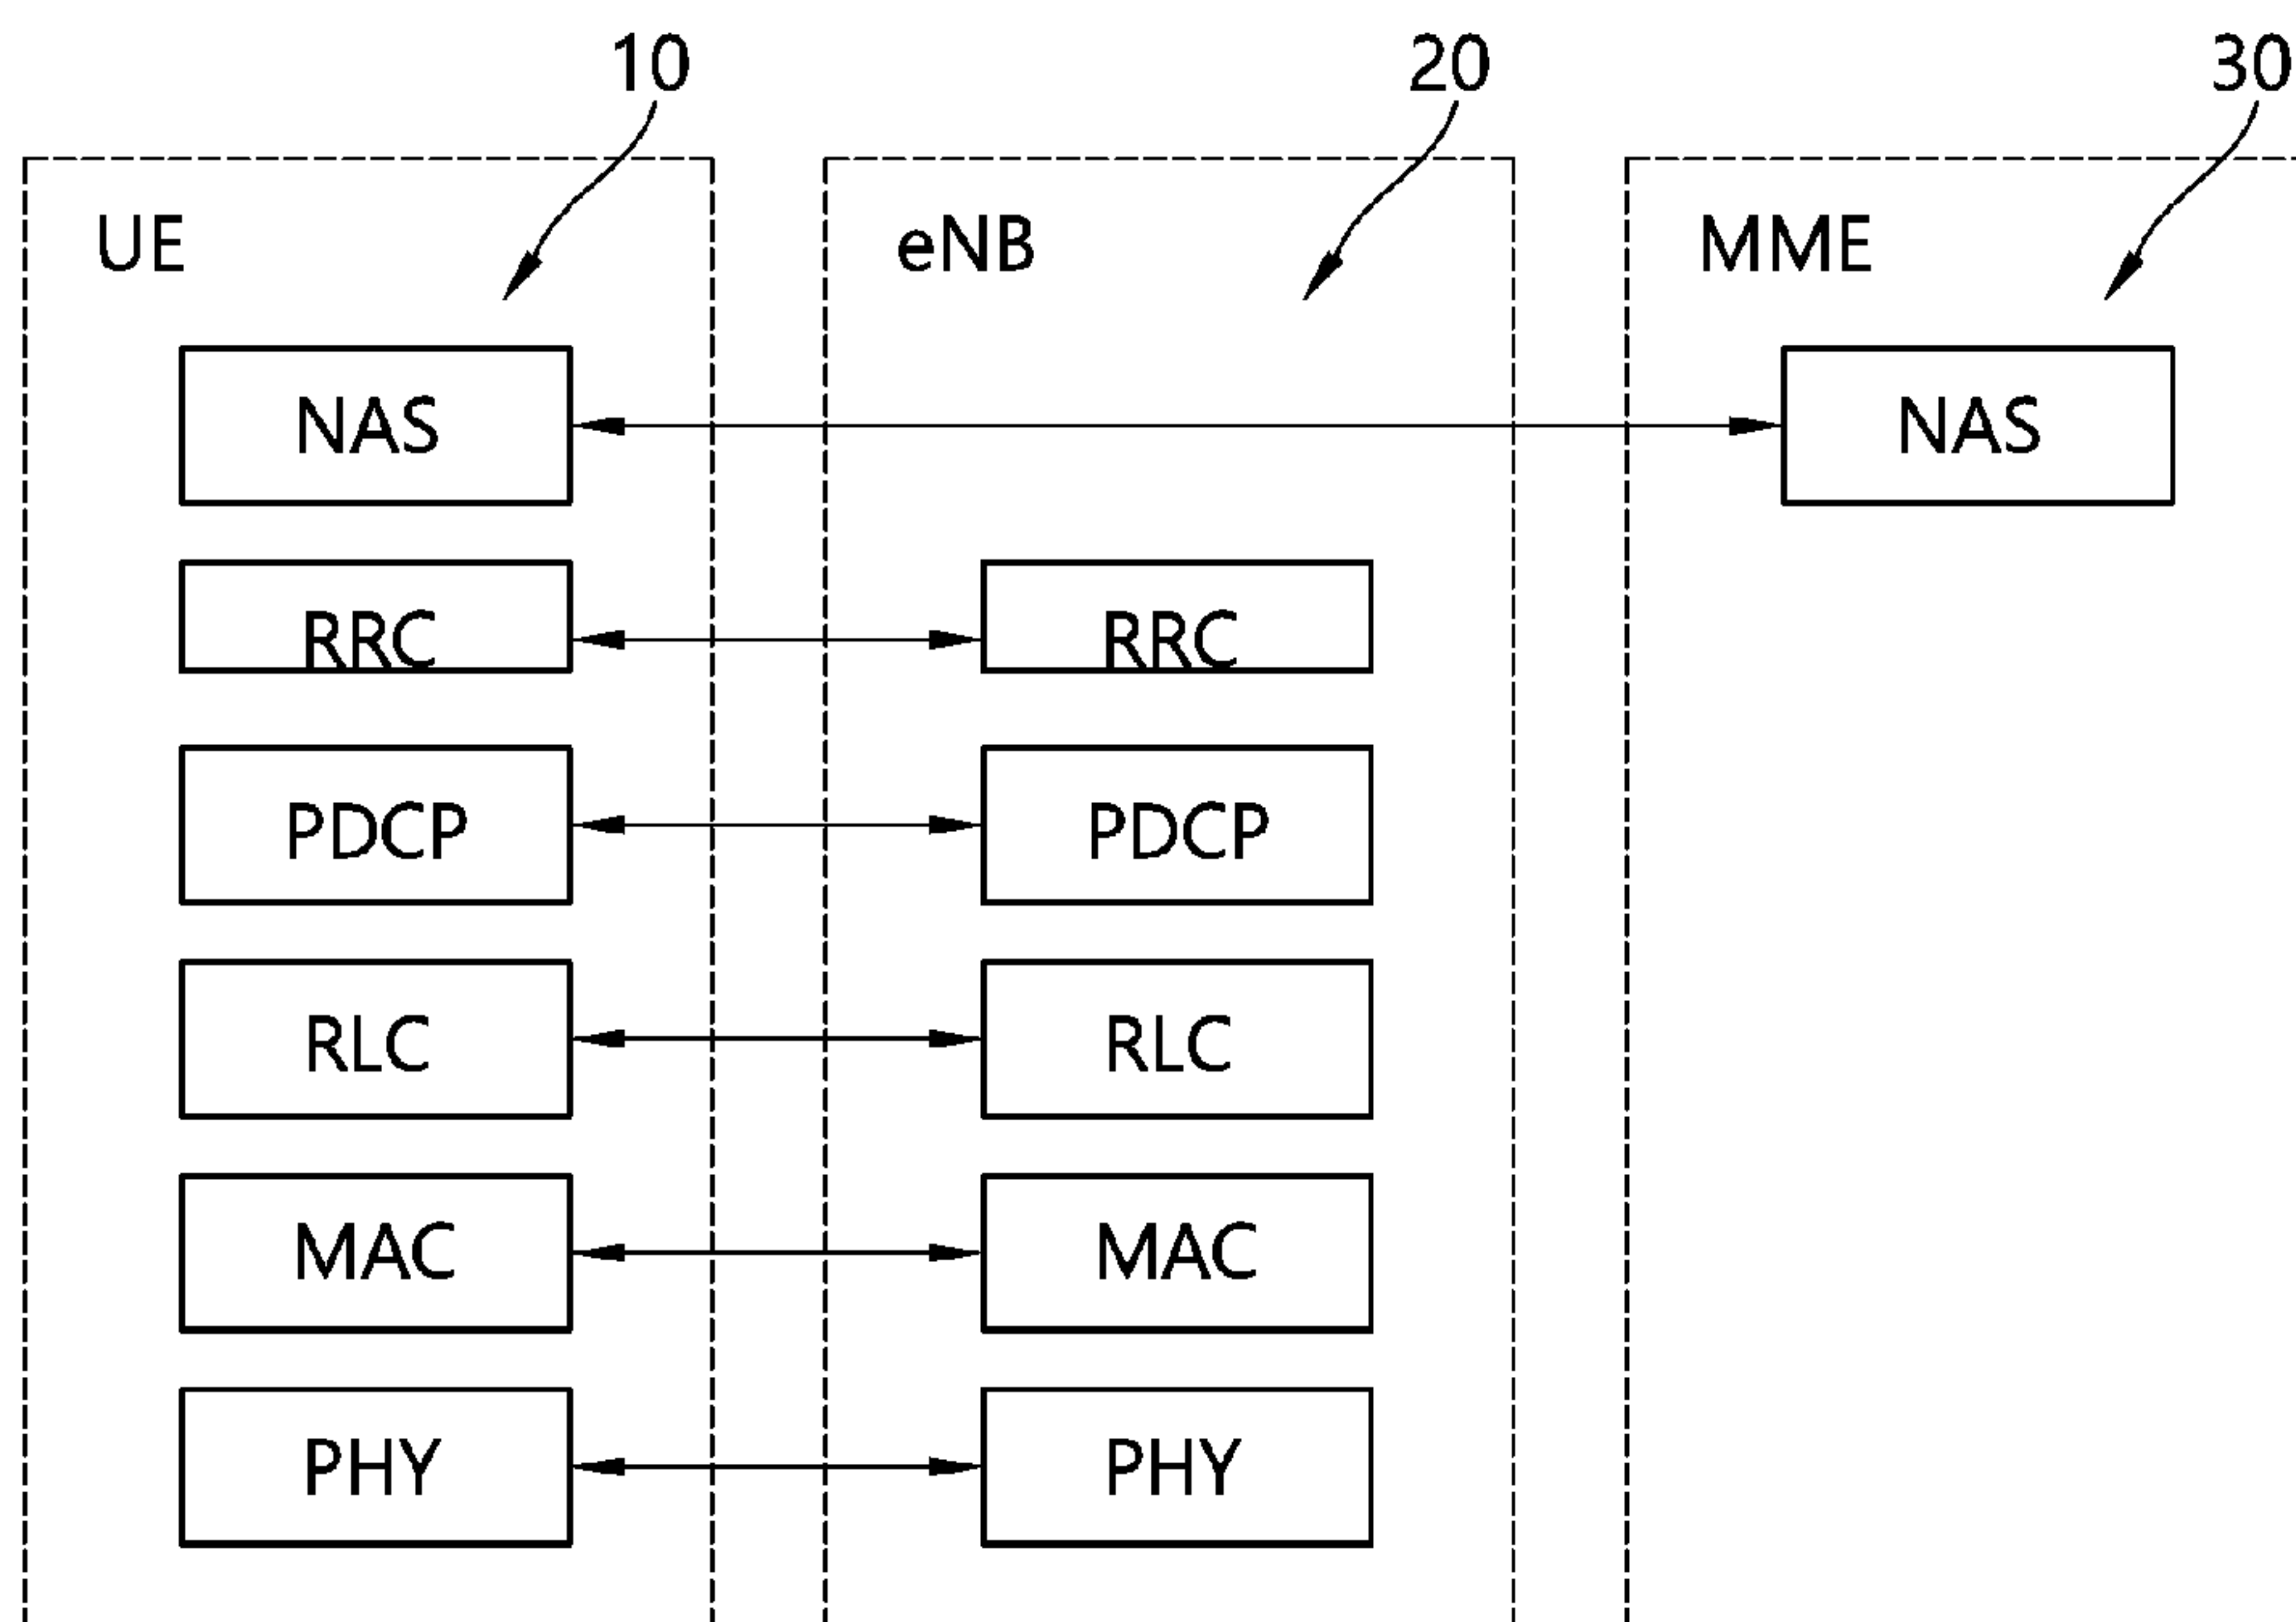 10 20 30
UE eNB MME
NAS NAS
RRC RRC
PDCP PDCP
RLC RLC
MAC MAC
PHY PHY